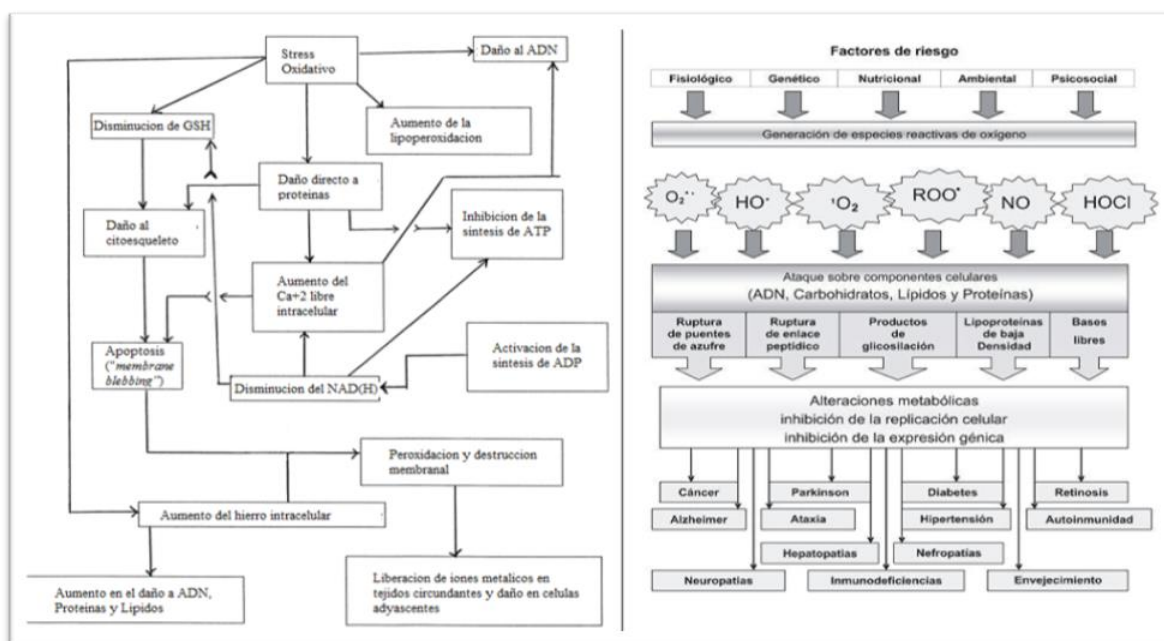 Stress
Oxidativo
Daño al ADN
Disminucion de GSH
Aumento de la
lipoperoxidacion
Daño directo a
proteinas
Daño al
citoesqueleto
Inhibicion de la
sintesis de ATP
Aumento del
Ca+2 libre
intracelular
Apoptosis
("membrane
blebbing")
Activacion de la
sintesis de ADP
Disminucion del NAD(H)
Peroxidacion y destruccion
membranal
Aumento del hierro intracelular
Aumento en el daño a ADN,
Proteinas y Lipidos
Liberacion de iones metalicos en
tejidos circundantes y daño en celulas
adyascentes
Factores de riesgo
Fisiológico Genético Nutricional Ambiental Psicosocial
Generación de especies reactivas de oxígeno
O₂⁻· HO· ¹O₂ ROO· NO HOCl
Ataque sobre componentes celulares
(ADN, Carbohidratos, Lípidos y Proteínas)
Ruptura
de puentes
de azufre
Ruptura
de enlace
peptídico
Productos
de
glicosilación
Lipoproteínas
de baja
Densidad
Bases
libres
Alteraciones metabólicas
inhibición de la replicación celular
inhibición de la expresión génica
Cáncer Parkinson Diabetes Retinosis
Alzheimer Ataxia Hipertensión Autoinmunidad
Hepatopatias Nefropatías
Neuropatias Inmunodeficiencias Envejecimiento